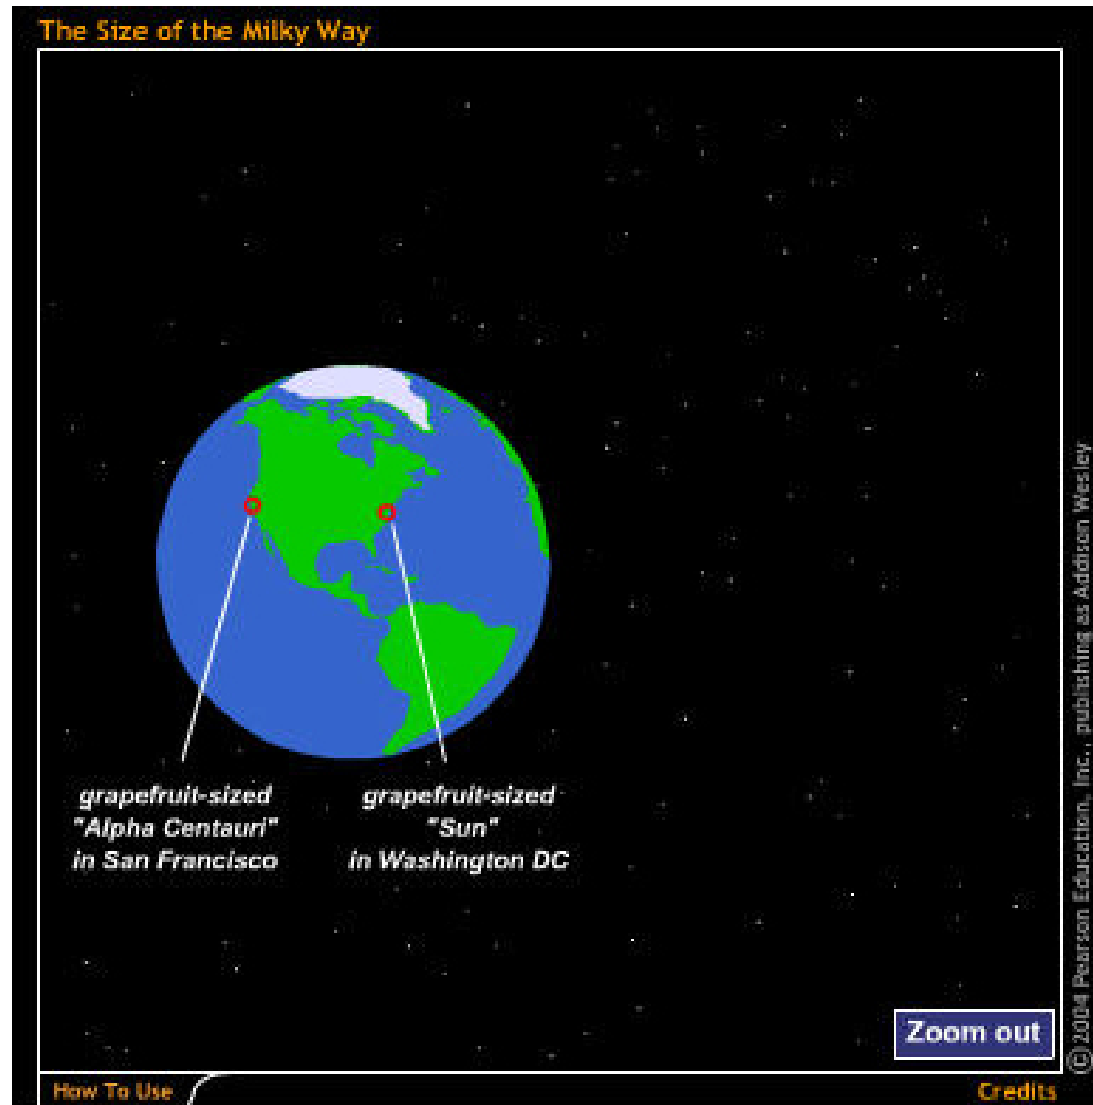 The Size of the Milky Way
grapefruit-sized
"Alpha Centauri"
in San Francisco
grapefruit-sized
"Sun"
in Washington DC
Zoom out
How To Use
Credits
©2004 Pearson Education, Inc., publishing as Addison Wesley